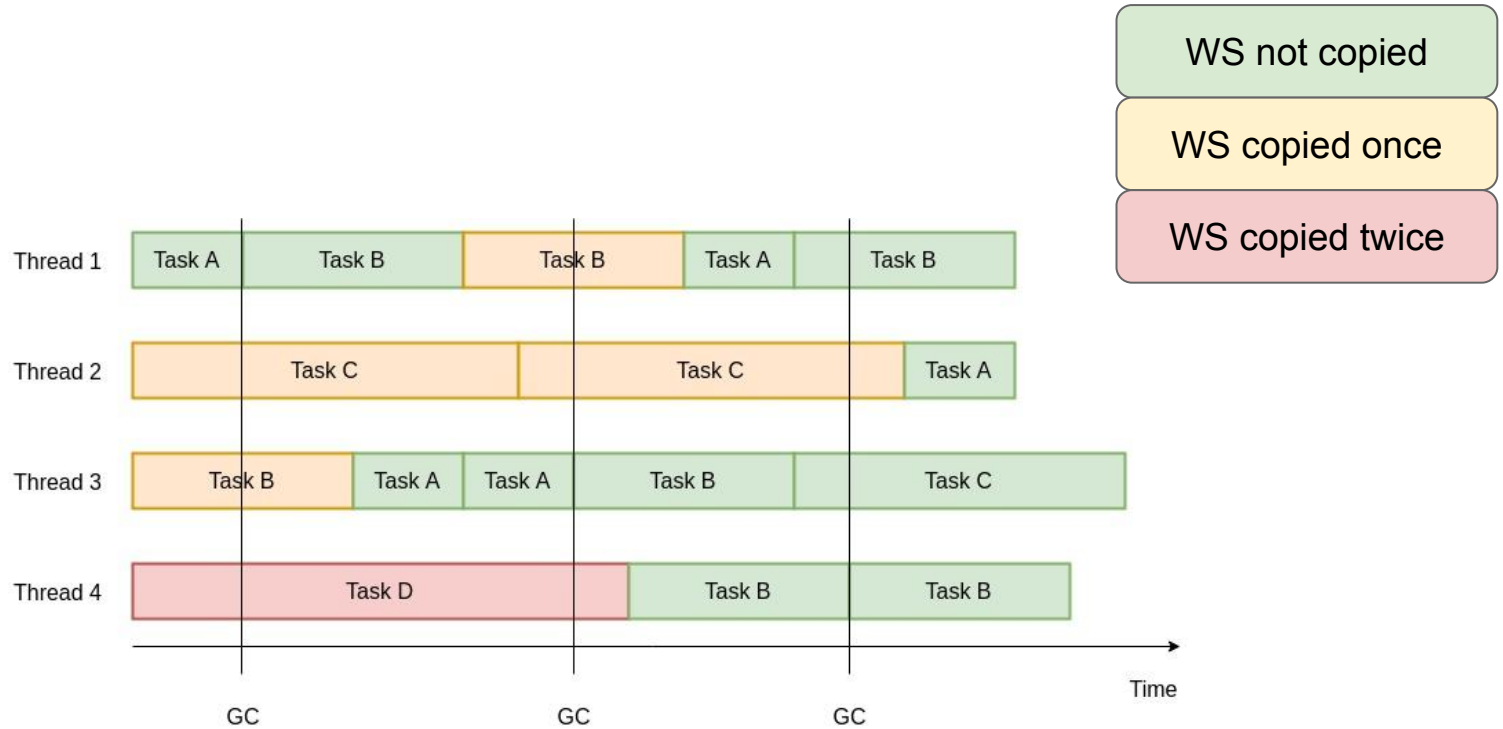 WS not copied
WS copied once
WS copied twice
Thread 1 Task A Task B Task B Task A Task B
Thread 2 Task C Task C Task A
Thread 3 Task B Task A Task A Task B Task C
Thread 4 Task D Task B Task B
Time
GC GC GC